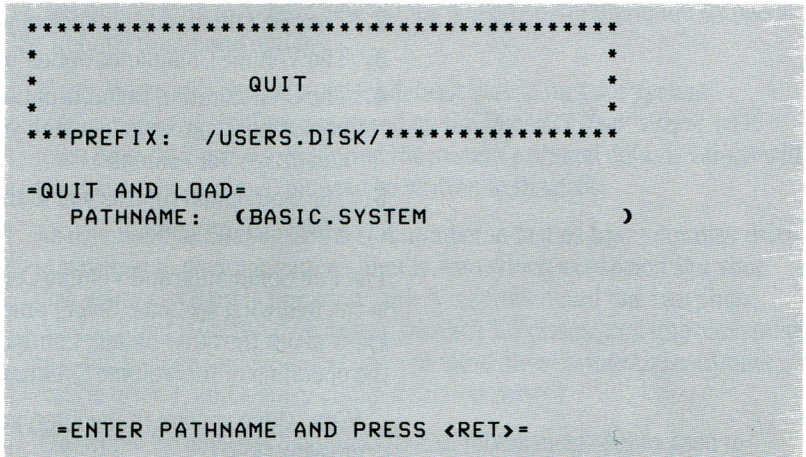 ****************************************
* *
* QUIT *
* *
***PREFIX: /USERS.DISK/****************
=QUIT AND LOAD=
PATHNAME: (BASIC.SYSTEM )
=ENTER PATHNAME AND PRESS <RET>=